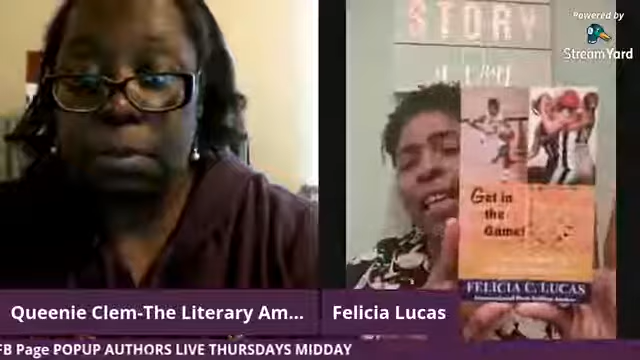 Powered by
StreamYard
STORY
Get in
the
Game!
FELICIA C. LUCAS
Queenie Clem-The Literary Am...
Felicia Lucas
FB Page POPUP AUTHORS LIVE THURSDAYS MIDDAY